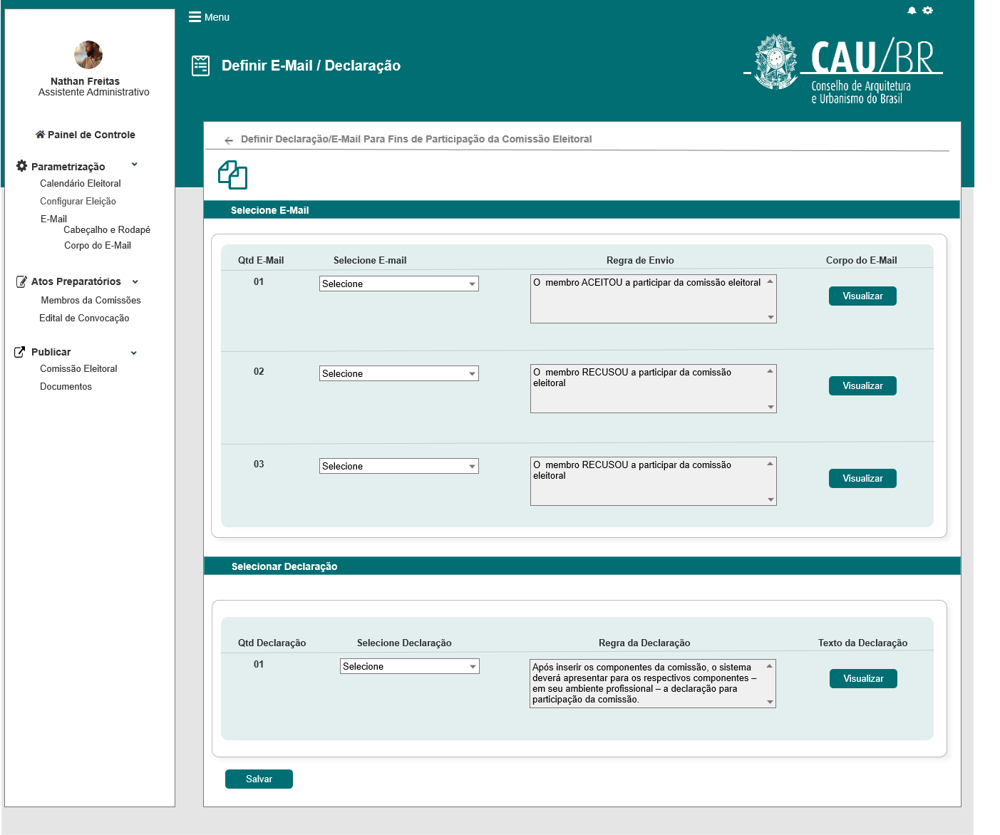 Menu
Definir E-Mail / Declaração
CAU/BR
Conselho de Arquitetura
e Urbanismo do Brasil
Nathan Freitas
Assistente Administrativo
Painel de Controle
Parametrização
Calendário Eleitoral
Configurar Eleição
E-Mail
Cabeçalho e Rodapé
Corpo do E-Mail
Atos Preparatórios
Membros da Comissões
Edital de Convocação
Publicar
Comissão Eleitoral
Documentos
Definir Declaração/E-Mail Para Fins de Participação da Comissão Eleitoral
Selecione E-Mail
Qtd E-Mail Selecione E-mail Regra de Envio Corpo do E-Mail
01 Selecione O  membro ACEITOU a participar da comissão eleitoral Visualizar
02 Selecione O  membro RECUSOU a participar da comissão
eleitoral Visualizar
03 Selecione O  membro RECUSOU a participar da comissão
eleitoral Visualizar
Selecionar Declaração
Qtd Declaração Selecione Declaração Regra da Declaração Texto da Declaração
01 Selecione Após inserir os componentes da comissão, o sistema
deverá apresentar para os respectivos componentes –
em seu ambiente profissional – a declaração para
participação da comissão. Visualizar
Salvar